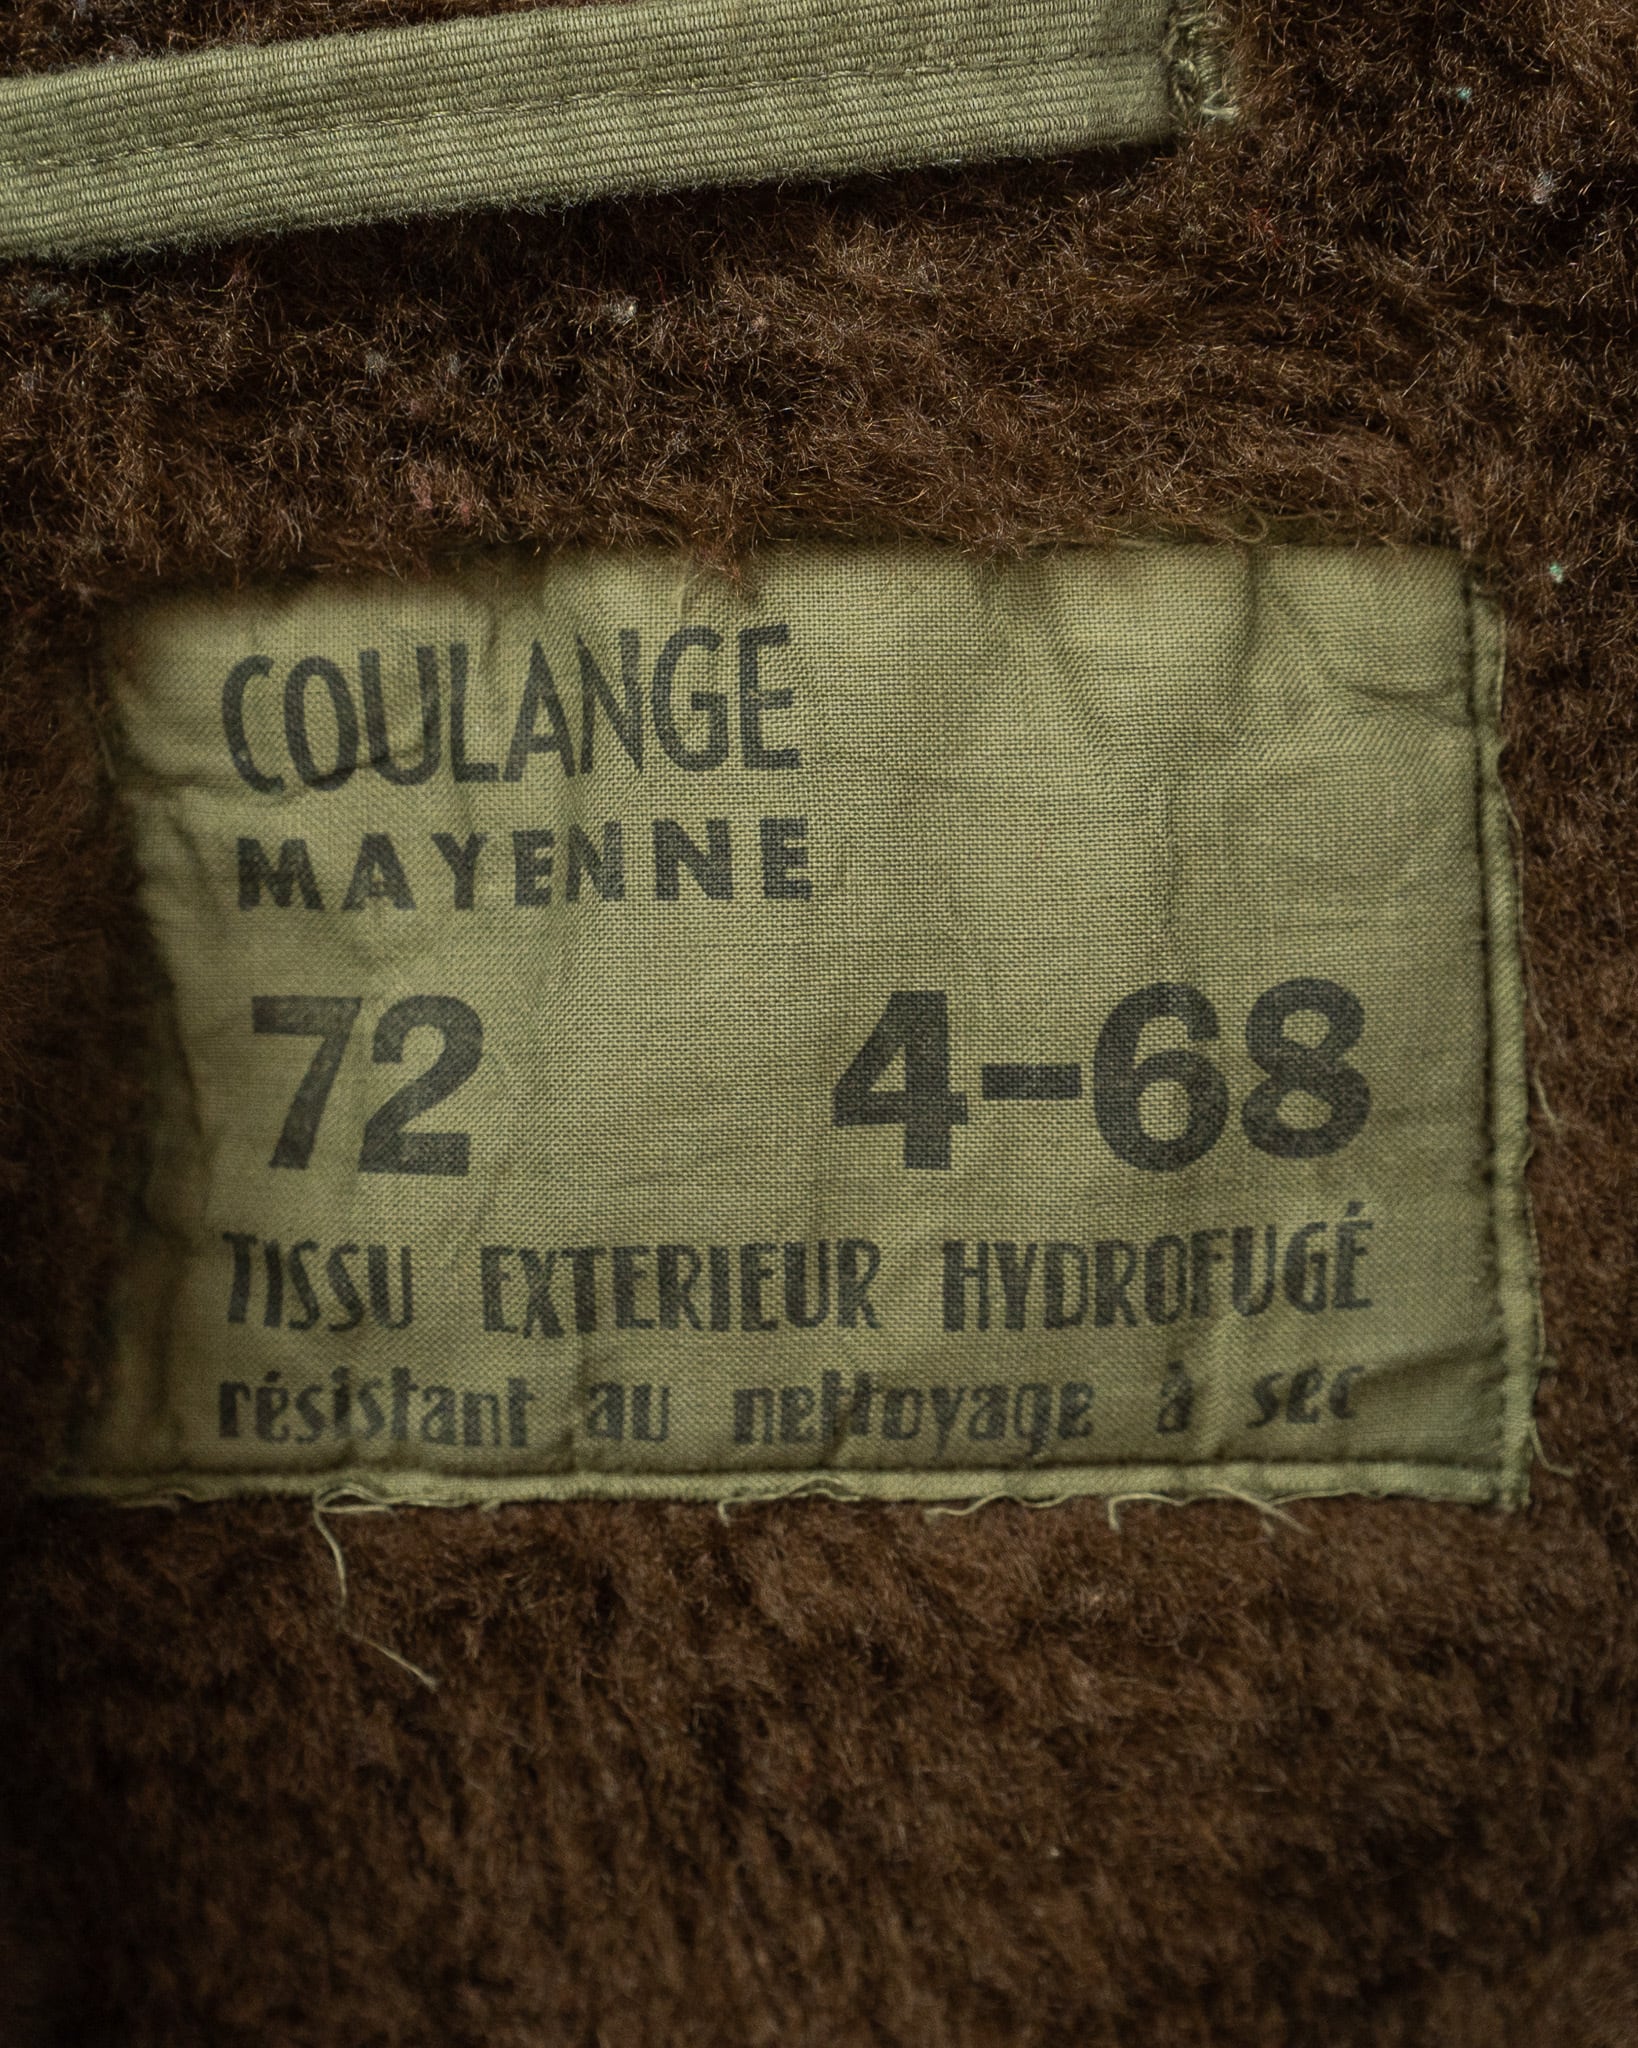 COULANGE
MAYENNE
72 4-68
TISSU EXTERIEUR HYDROFUGÉ
résistant au nettoyage à sec